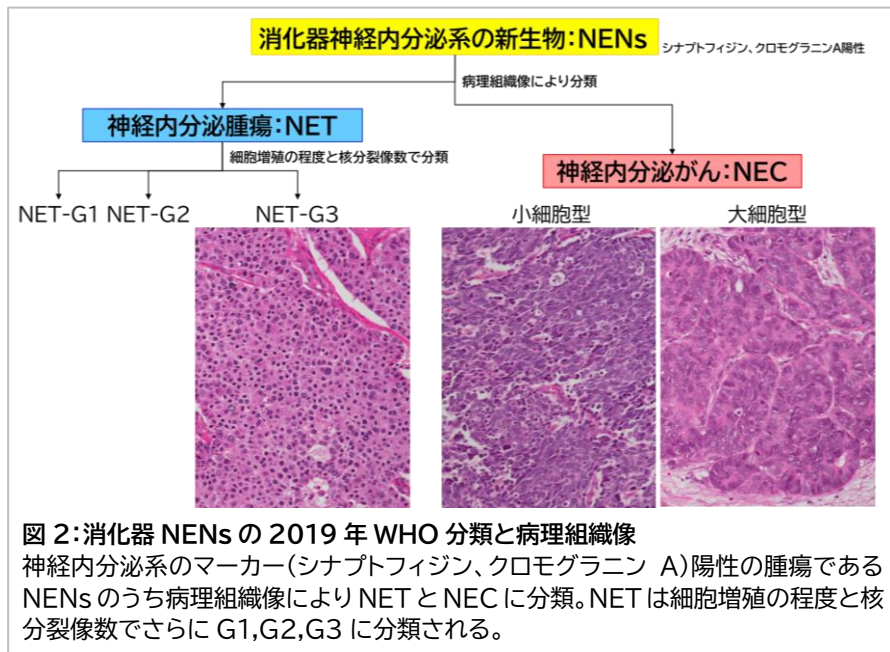 消化器神経内分泌系の新生物：NENs
シナプトフィジン、クロモグラニンA陽性
病理組織像により分類
神経内分泌腫瘍：NET
細胞増殖の程度と核分裂像数で分類
神経内分泌がん：NEC
NET-G1 NET-G2 NET-G3 小細胞型 大細胞型
図 2：消化器 NENs の 2019 年 WHO 分類と病理組織像
神経内分泌系のマーカー（シナプトフィジン、クロモグラニン A）陽性の腫瘍である
NENs のうち病理組織像により NET と NEC に分類。NET は細胞増殖の程度と核
分裂像数でさらに G1,G2,G3 に分類される。